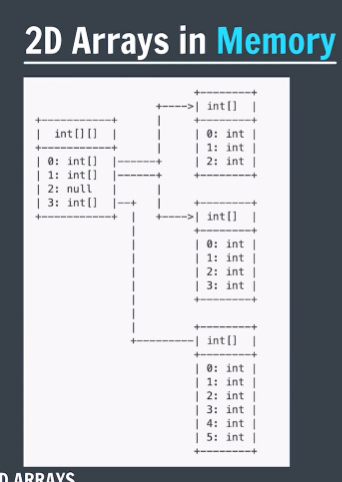 2D Arrays in Memory
int[]
int[][]
0: int
1: int
2: int
0: int[]
1: int[]
2: null
3: int[]
int[]
0: int
1: int
2: int
3: int
int[]
0: int
1: int
2: int
3: int
4: int
5: int
D ARRAYS